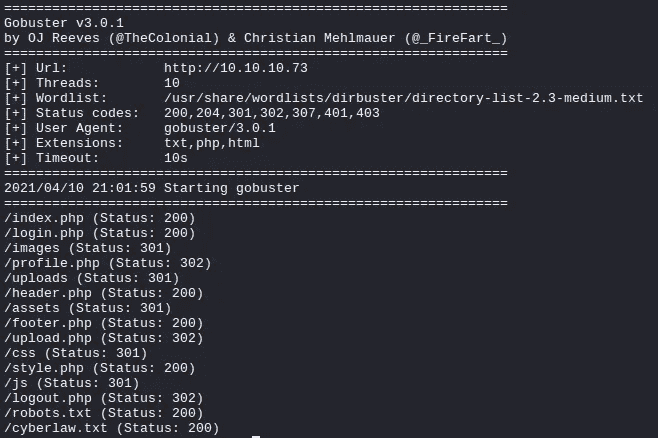 ===============================================================
Gobuster v3.0.1
by OJ Reeves (@TheColonial) & Christian Mehlmauer (@_FireFart_)
===============================================================
[+] Url:            http://10.10.10.73
[+] Threads:        10
[+] Wordlist:       /usr/share/wordlists/dirbuster/directory-list-2.3-medium.txt
[+] Status codes:   200,204,301,302,307,401,403
[+] User Agent:     gobuster/3.0.1
[+] Extensions:     txt,php,html
[+] Timeout:        10s
===============================================================
2021/04/10 21:01:59 Starting gobuster
===============================================================
/index.php (Status: 200)
/login.php (Status: 200)
/images (Status: 301)
/profile.php (Status: 302)
/uploads (Status: 301)
/header.php (Status: 200)
/assets (Status: 301)
/footer.php (Status: 200)
/upload.php (Status: 302)
/css (Status: 301)
/style.php (Status: 200)
/js (Status: 301)
/logout.php (Status: 302)
/robots.txt (Status: 200)
/cyberlaw.txt (Status: 200)